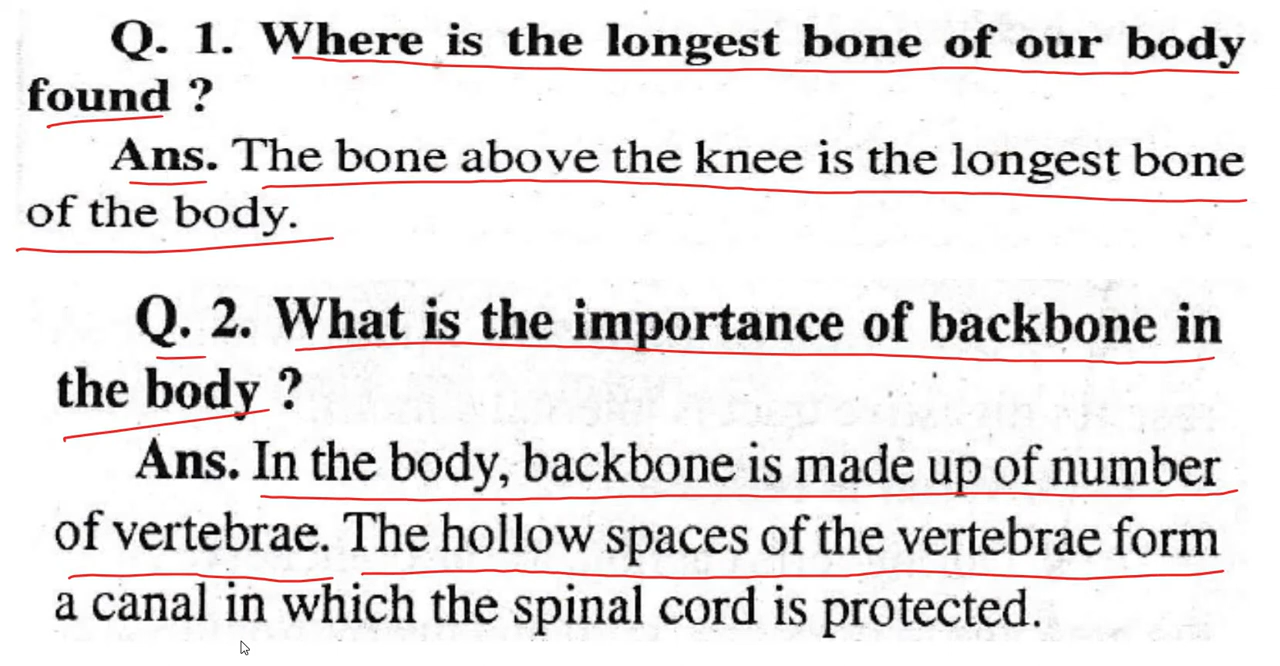 Q. 1. Where is the longest bone of our body
found ?
Ans. The bone above the knee is the longest bone
of the body.
Q. 2. What is the importance of backbone in
the body ?
Ans. In the body, backbone is made up of number
of vertebrae. The hollow spaces of the vertebrae form
a canal in which the spinal cord is protected.